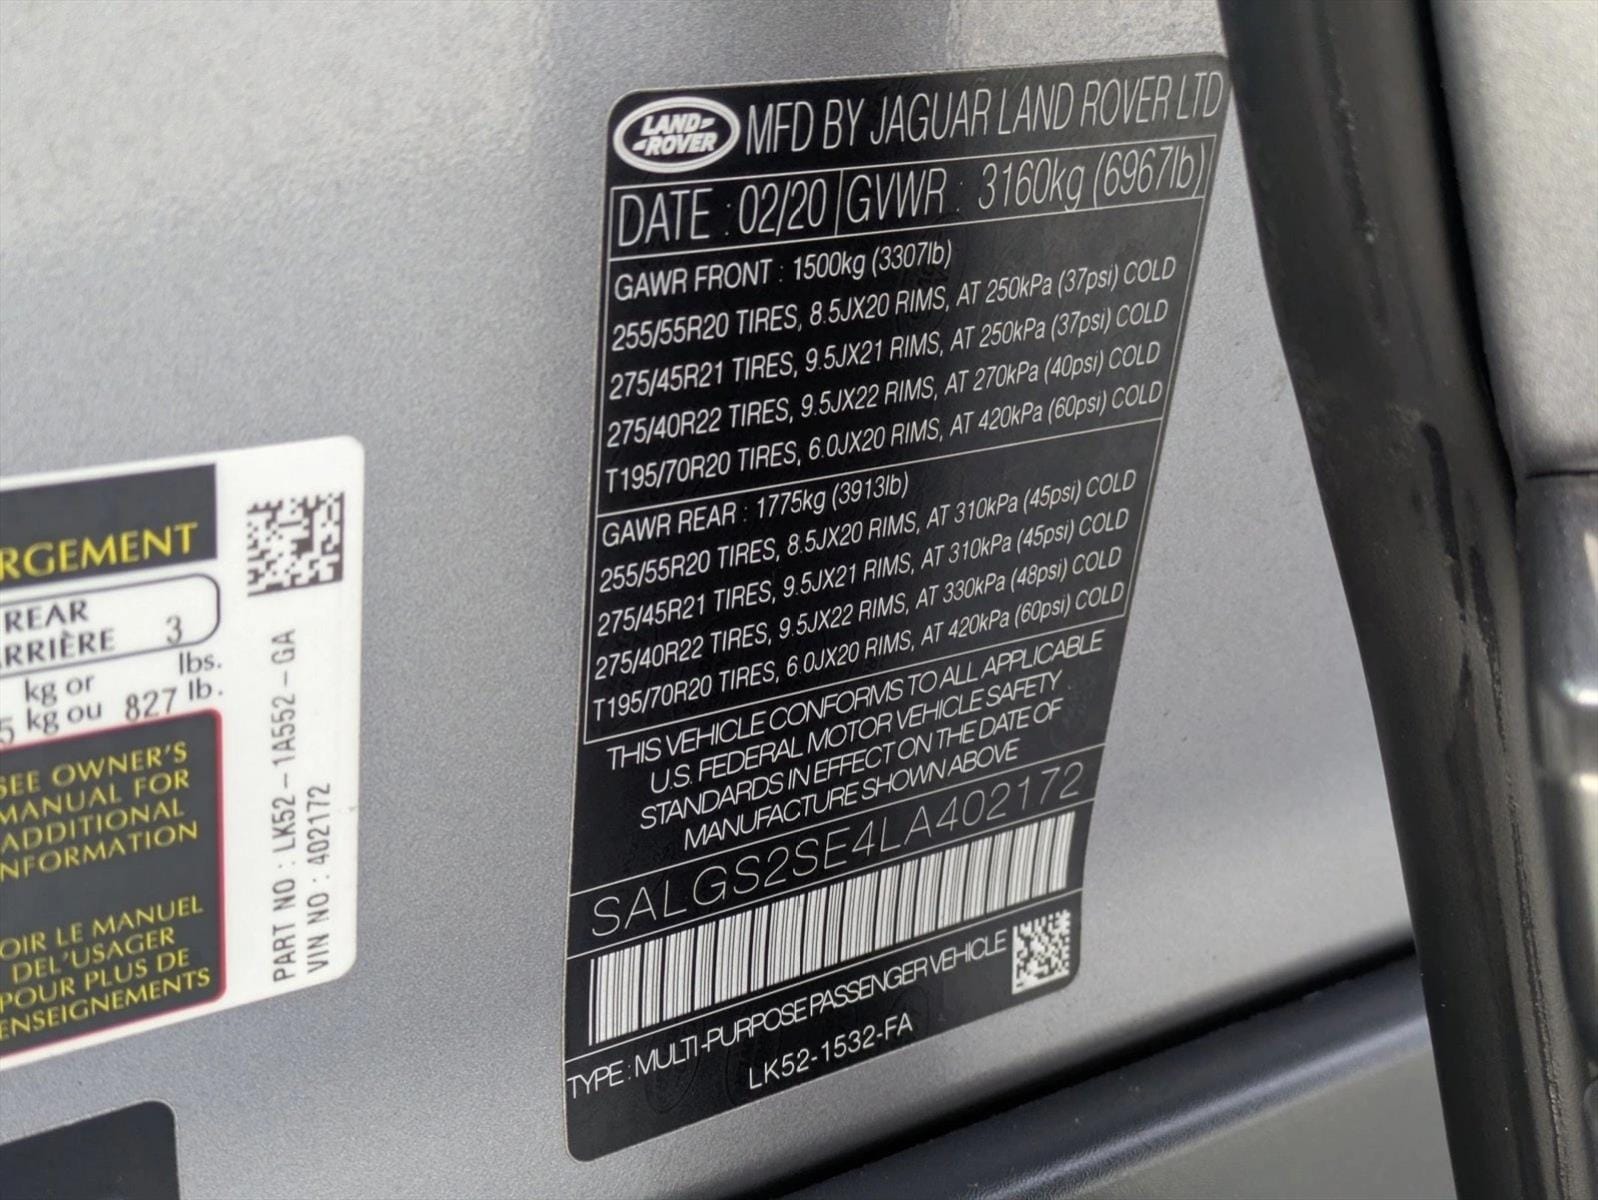 LAND-
-ROVER
MFD BY JAGUAR LAND ROVER LTD
DATE : 02/20 GVWR : 3160kg (6967lb)
GAWR FRONT : 1500kg (3307lb)
255/55R20 TIRES, 8.5JX20 RIMS, AT 250kPa (37psi) COLD
275/45R21 TIRES, 9.5JX21 RIMS, AT 250kPa (37psi) COLD
275/40R22 TIRES, 9.5JX22 RIMS, AT 270kPa (40psi) COLD
T195/70R20 TIRES, 6.0JX20 RIMS, AT 420kPa (60psi) COLD
GAWR REAR : 1775kg (3913lb)
255/55R20 TIRES, 8.5JX20 RIMS, AT 310kPa (45psi) COLD
275/45R21 TIRES, 9.5JX21 RIMS, AT 310kPa (45psi) COLD
275/40R22 TIRES, 9.5JX22 RIMS, AT 330kPa (48psi) COLD
T195/70R20 TIRES, 6.0JX20 RIMS, AT 420kPa (60psi) COLD
THIS VEHICLE CONFORMS TO ALL APPLICABLE
U.S. FEDERAL MOTOR VEHICLE SAFETY
STANDARDS IN EFFECT ON THE DATE OF
MANUFACTURE SHOWN ABOVE
SALGS2SE4LA402172
TYPE : MULTI-PURPOSE PASSENGER VEHICLE
LK52-1532-FA
RGEMENT
REAR
ARRIÈRE 3
kg or lbs.
5 kg ou 827 lb.
SEE OWNER'S
MANUAL FOR
ADDITIONAL
NFORMATION
OIR LE MANUEL
DEL'USAGER
POUR PLUS DE
ENSEIGNEMENTS
PART NO : LK52-1A552-GA
VIN NO : 402172